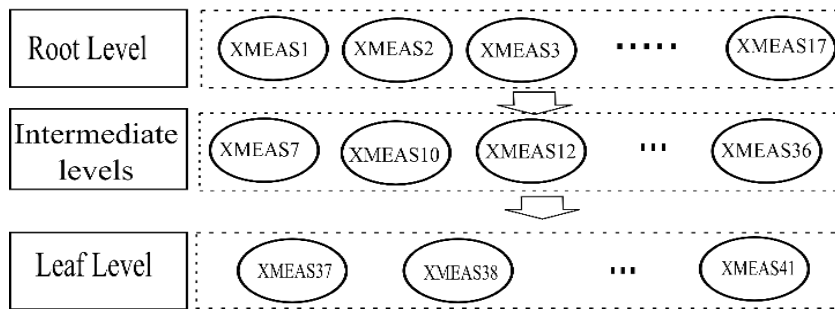 Root Level
XMEAS1 XMEAS2 XMEAS3 ..... XMEAS17
Intermediate
levels
XMEAS7 XMEAS10 XMEAS12 ... XMEAS36
Leaf Level
XMEAS37 XMEAS38 ... XMEAS41